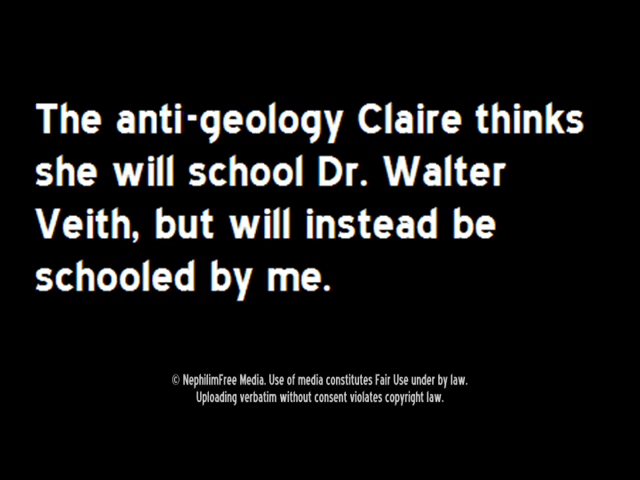 The anti-geology Claire thinks
she will school Dr. Walter
Veith, but will instead be
schooled by me.
© NephilimFree Media. Use of media constitutes Fair Use under by law.
Uploading verbatim without consent violates copyright law.